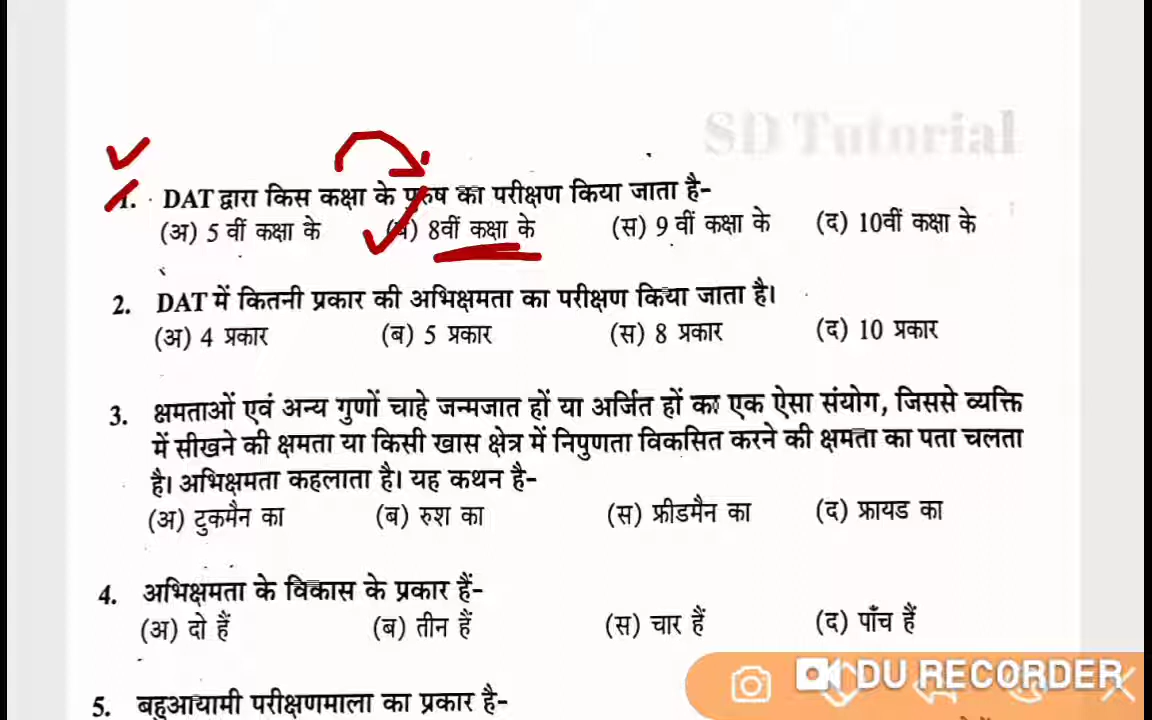 SD Tutorial
1. DAT द्वारा किस कक्षा के पुरुष का परीक्षण किया जाता है-
(अ) 5 वीं कक्षा के (ब) 8वीं कक्षा के (स) 9 वीं कक्षा के (द) 10वीं कक्षा के
2. DAT में कितनी प्रकार की अभिक्षमता का परीक्षण किया जाता है।
(अ) 4 प्रकार (ब) 5 प्रकार (स) 8 प्रकार (द) 10 प्रकार
3. क्षमताओं एवं अन्य गुणों चाहे जन्मजात हों या अर्जित हों का एक ऐसा संयोग, जिससे व्यक्ति
में सीखने की क्षमता या किसी खास क्षेत्र में निपुणता विकसित करने की क्षमता का पता चलता
है। अभिक्षमता कहलाता है। यह कथन है-
(अ) टुकमैन का (ब) रुश का (स) फ्रीडमैन का (द) फ्रायड का
4. अभिक्षमता के विकास के प्रकार हैं-
(अ) दो हैं (ब) तीन हैं (स) चार हैं (द) पाँच हैं
DU RECORDER
5. बहुआयामी परीक्षणमाला का प्रकार है-